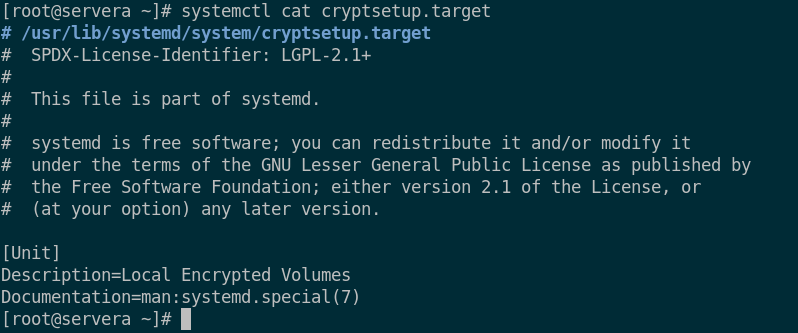 [root@servera ~]# systemctl cat cryptsetup.target
# /usr/lib/systemd/system/cryptsetup.target
#  SPDX-License-Identifier: LGPL-2.1+
#
#  This file is part of systemd.
#
#  systemd is free software; you can redistribute it and/or modify it
#  under the terms of the GNU Lesser General Public License as published by
#  the Free Software Foundation; either version 2.1 of the License, or
#  (at your option) any later version.

[Unit]
Description=Local Encrypted Volumes
Documentation=man:systemd.special(7)
[root@servera ~]#